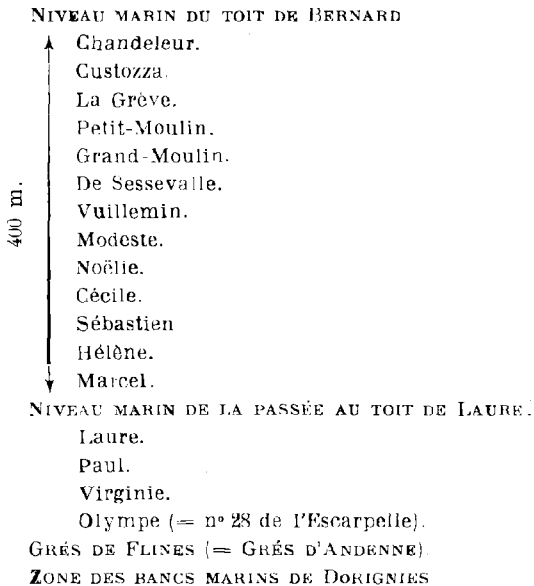 NIVEAU MARIN DU TOIT DE BERNARD
Chandeleur.
Custozza.
La Grève.
Petit-Moulin.
Grand-Moulin.
De Sessevalle.
Vuillemin.
Modeste.
Noëlie.
Cécile.
Sébastien
Hélène.
Marcel.
400 m.
NIVEAU MARIN DE LA PASSÉE AU TOIT DE LAURE.
Laure.
Paul.
Virginie.
Olympe (= nº 28 de l'Escarpelle).
GRÉS DE FLINES (= GRÉS D'ANDENNE)
ZONE DES BANCS MARINS DE DORIGNIES